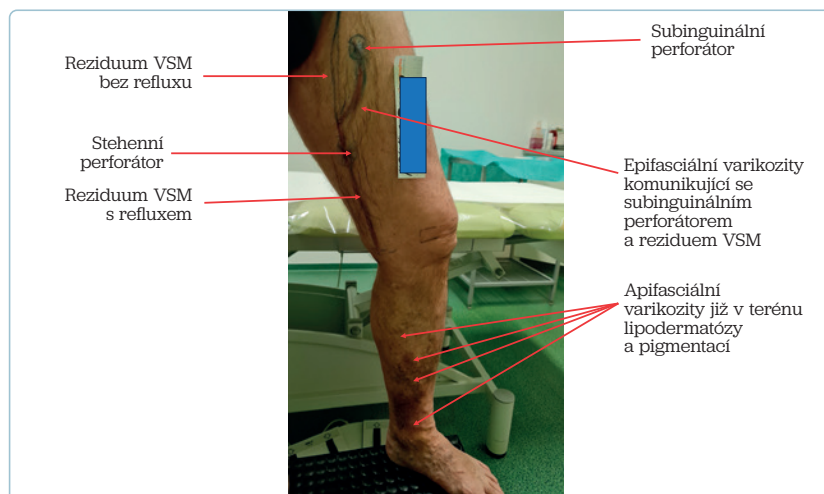 Reziduum VSM
bez refluxu
Stehenní
perforátor
Reziduum VSM
s refluxem
Subinguinální
perforátor
Epifasciální varikozity
komunikující se
subinguinálním
perforátorem
a reziduem VSM
Apifasciální
varikozity již v terénu
lipodermatózy
a pigmentací